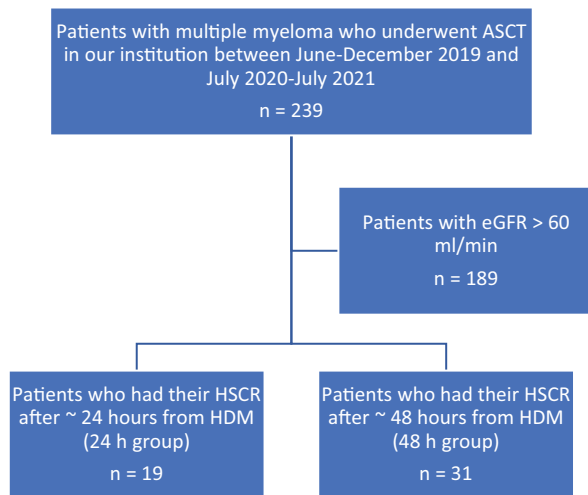 Patients with multiple myeloma who underwent ASCT
in our institution between June-December 2019 and
July 2020-July 2021
n = 239
Patients with eGFR > 60
ml/min
n = 189
Patients who had their HSCR
after ~ 24 hours from HDM
(24 h group)
n = 19
Patients who had their HSCR
after ~ 48 hours from HDM
(48 h group)
n = 31